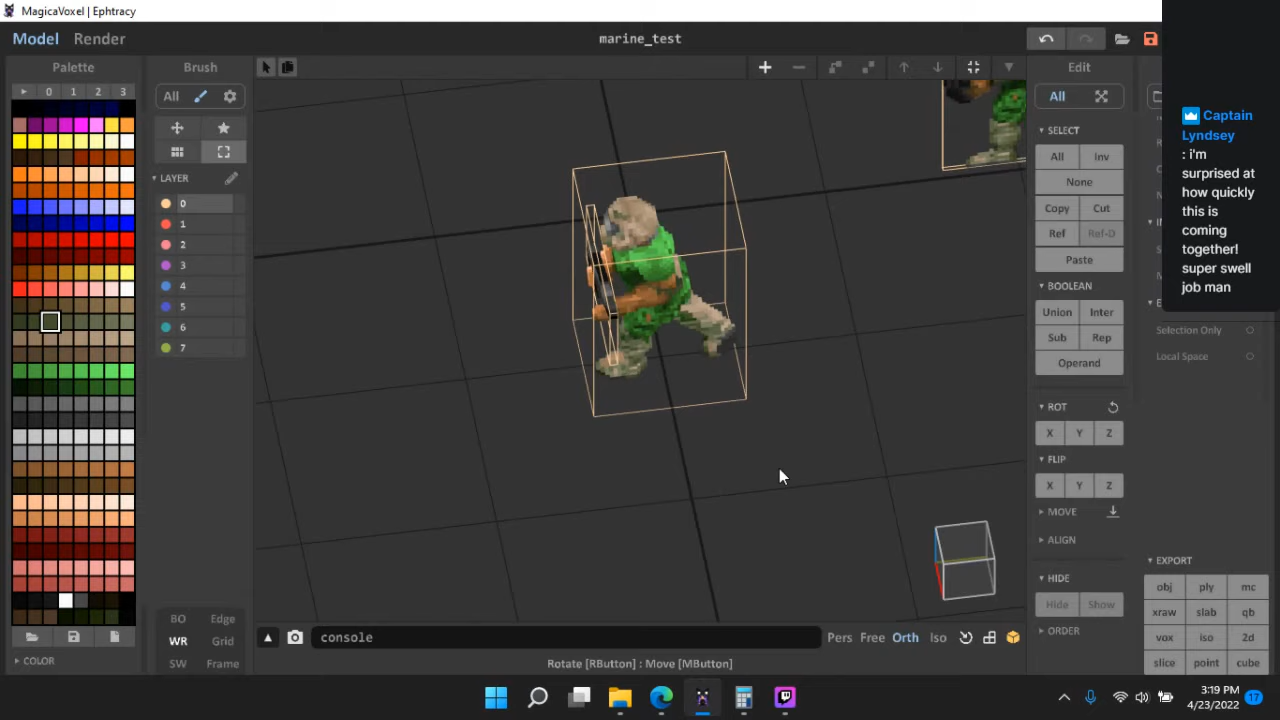 MagicaVoxel | Ephtracy
Model Render
marine_test
Palette
0 1 2 3
COLOR
Brush
All
LAYER
0
1
2
3
4
5
6
7
BO Edge
WR Grid
SW Frame
console
Pers Free Orth Iso
Rotate [RButton] : Move [MButton]
Edit
All
SELECT
All Inv
None
Copy Cut
Ref Ref-D
Paste
BOOLEAN
Union Inter
Sub Rep
Operand
ROT
X Y Z
FLIP
X Y Z
MOVE
ALIGN
HIDE
Hide Show
ORDER
Captain
Lyndsey
: i'm
surprised at
how quickly
this is
coming
together!
super swell
job man
Selection Only
Local Space
EXPORT
obj ply mc
xraw slab qb
vox iso 2d
slice point cube
3:19 PM
4/23/2022
17